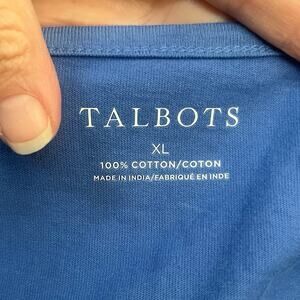 TALBOTS
XL
100% COTTON/COTON
MADE IN INDIA/FABRIQUÉ EN INDE